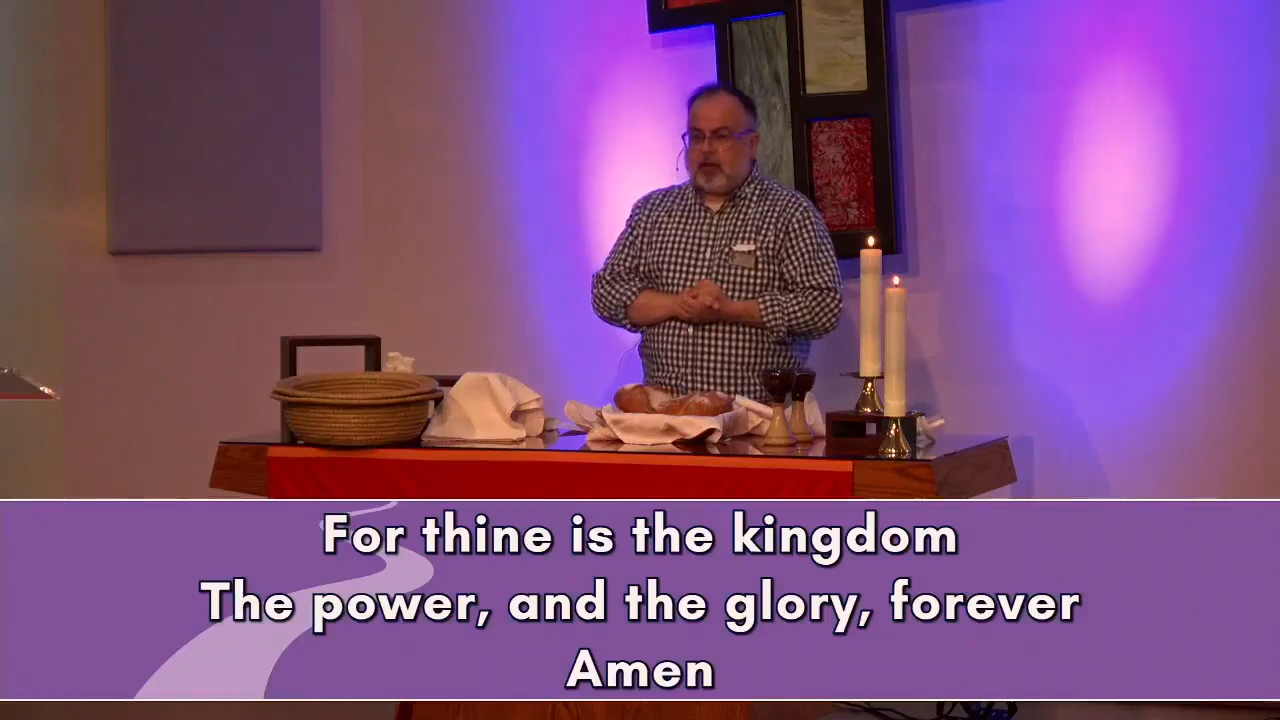 For thine is the kingdom
The power, and the glory, forever
Amen